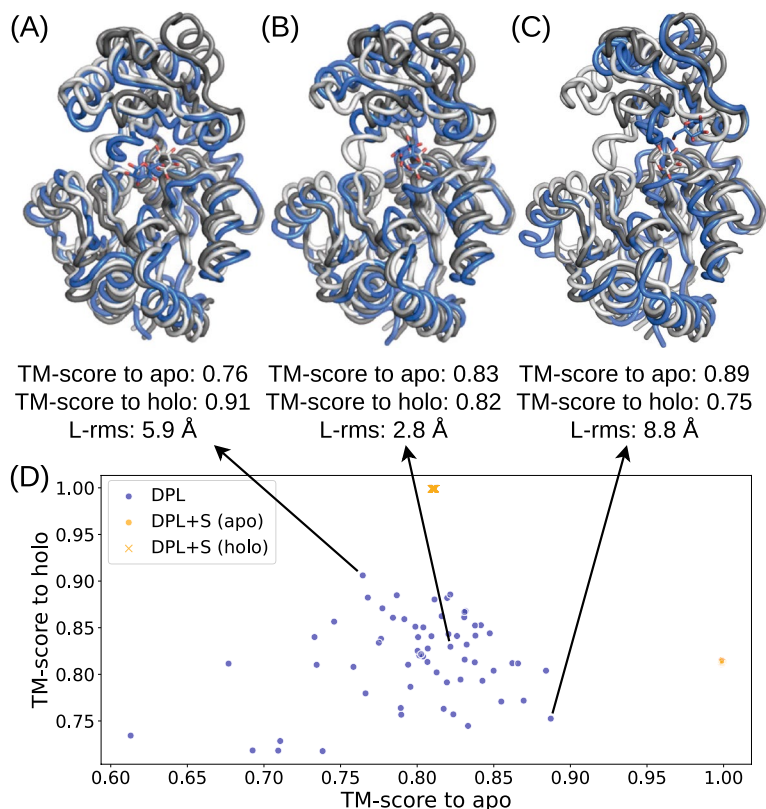 (A) (B) (C)
TM-score to apo: 0.76 TM-score to apo: 0.83 TM-score to apo: 0.89
TM-score to holo: 0.91 TM-score to holo: 0.82 TM-score to holo: 0.75
L-rms: 5.9 Å L-rms: 2.8 Å L-rms: 8.8 Å
(D)
TM-score to holo
1.00
0.95
0.90
0.85
0.80
0.75
DPL
DPL+S (apo)
DPL+S (holo)
0.60 0.65 0.70 0.75 0.80 0.85 0.90 0.95 1.00
TM-score to apo